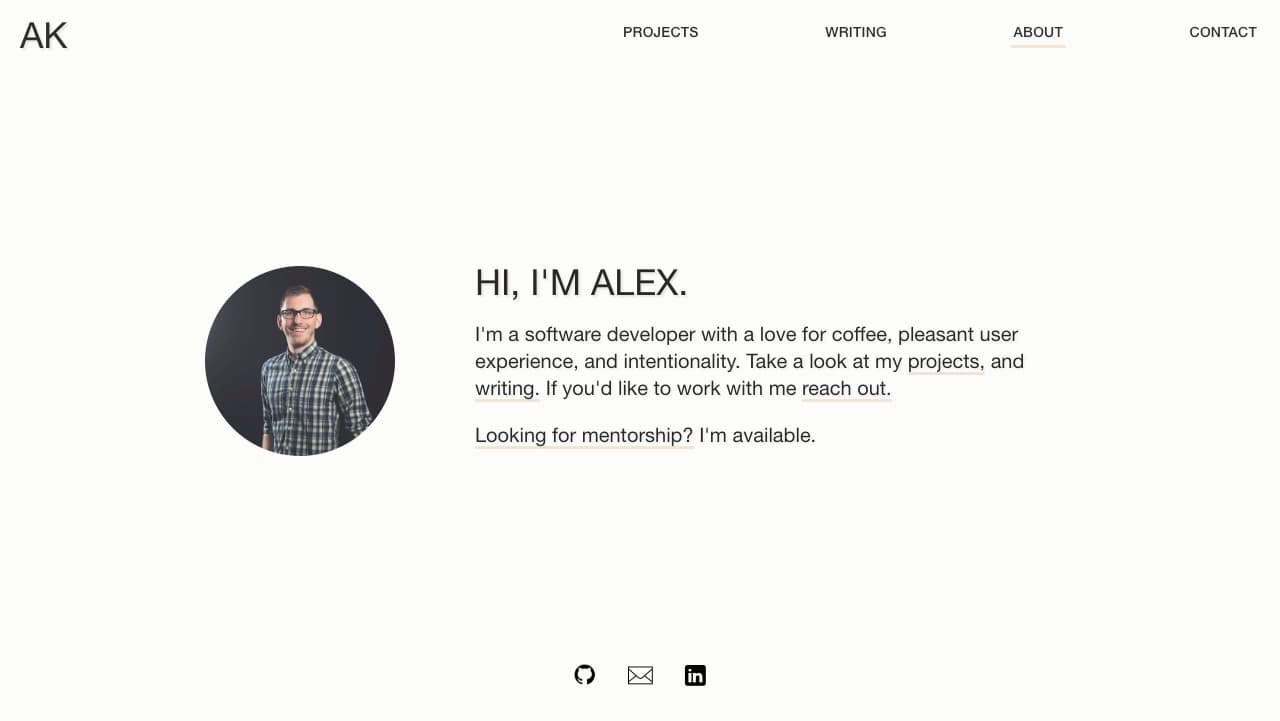 AK
PROJECTS
WRITING
ABOUT
CONTACT
HI, I'M ALEX.
I'm a software developer with a love for coffee, pleasant user
experience, and intentionality. Take a look at my projects, and
writing. If you'd like to work with me reach out.
Looking for mentorship? I'm available.
in